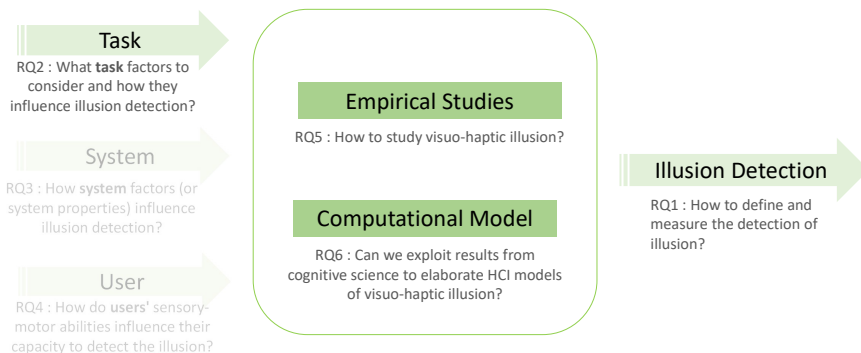 Task
RQ2 : What task factors to
consider and how they
influence illusion detection?
System
RQ3 : How system factors (or
system properties) influence
illusion detection?
User
RQ4 : How do users' sensory-
motor abilities influence their
capacity to detect the illusion?
Empirical Studies
RQ5 : How to study visuo-haptic illusion?
Computational Model
RQ6 : Can we exploit results from
cognitive science to elaborate HCI models
of visuo-haptic illusion?
Illusion Detection
RQ1 : How to define and
measure the detection of
illusion?